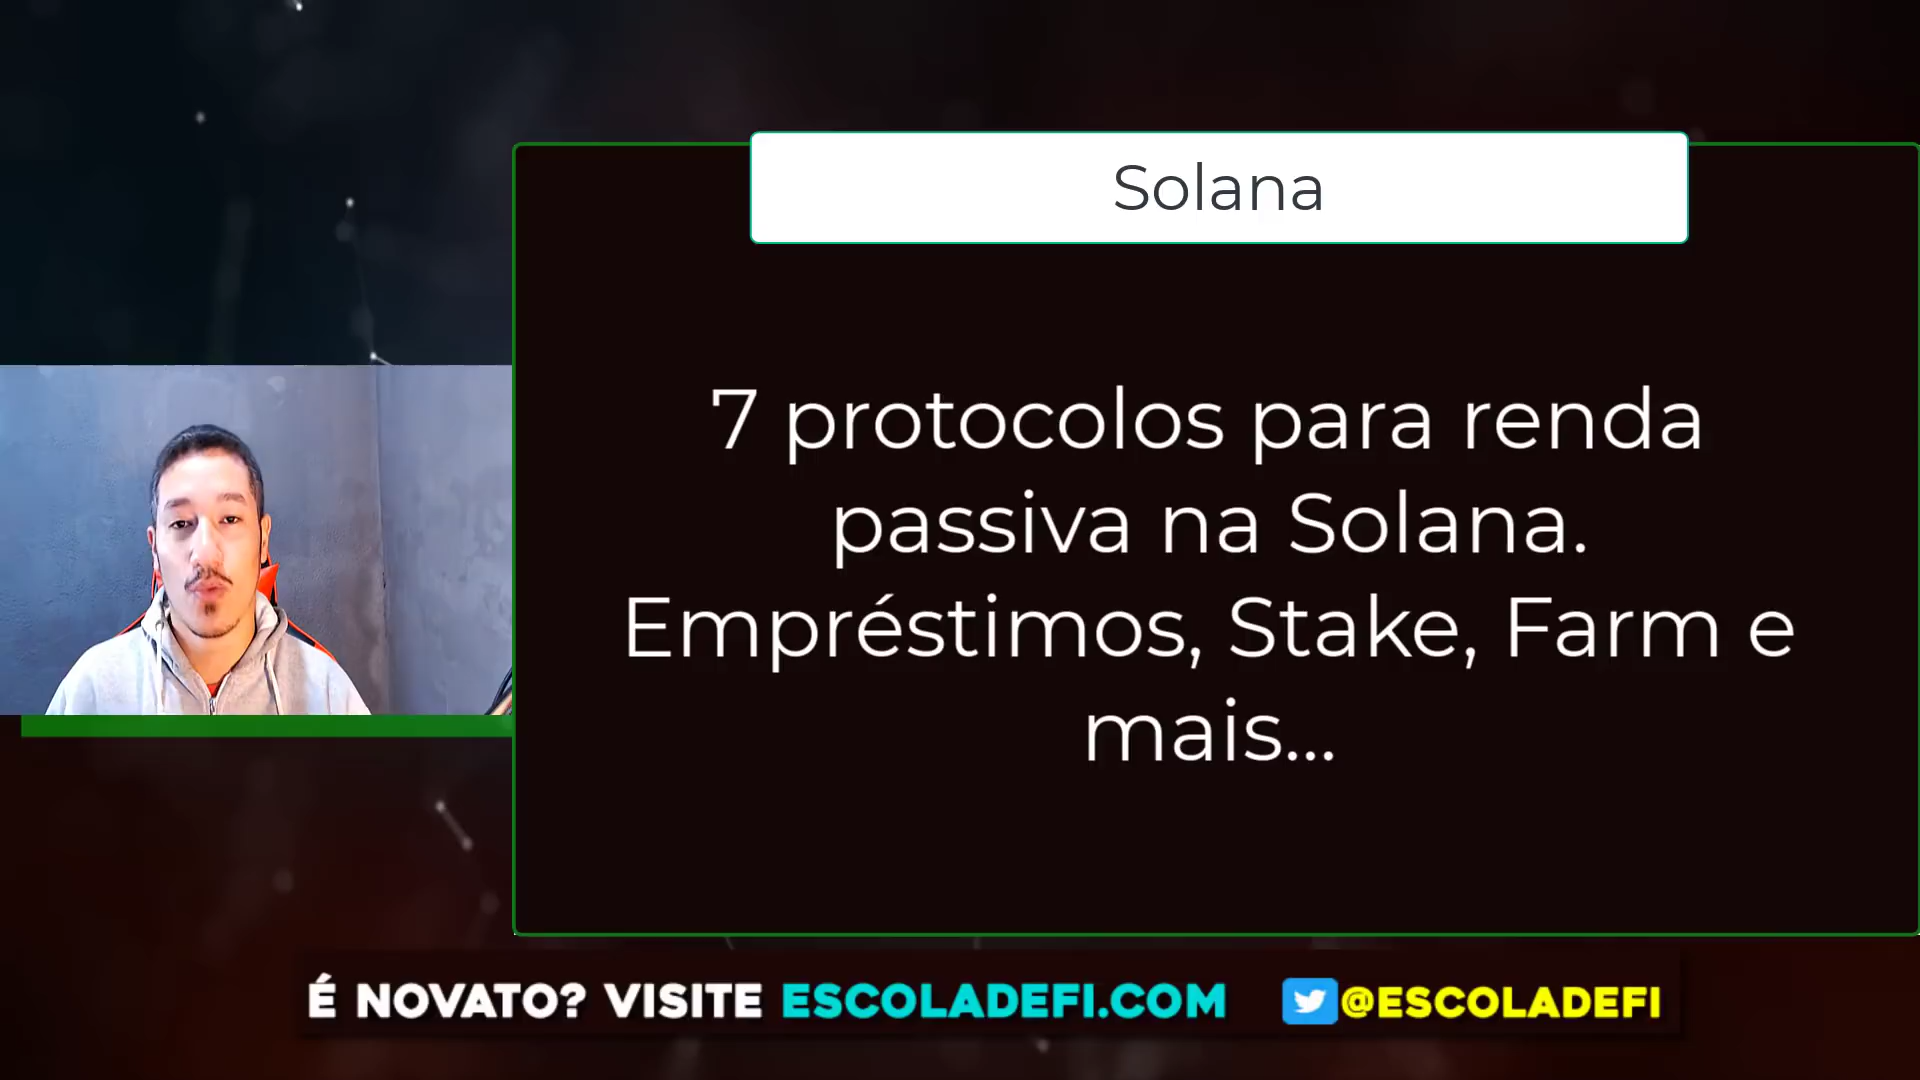 Solana
7 protocolos para renda
passiva na Solana.
Empréstimos, Stake, Farm e
mais...
É NOVATO? VISITE ESCOLADEFI.COM @ESCOLADEFI